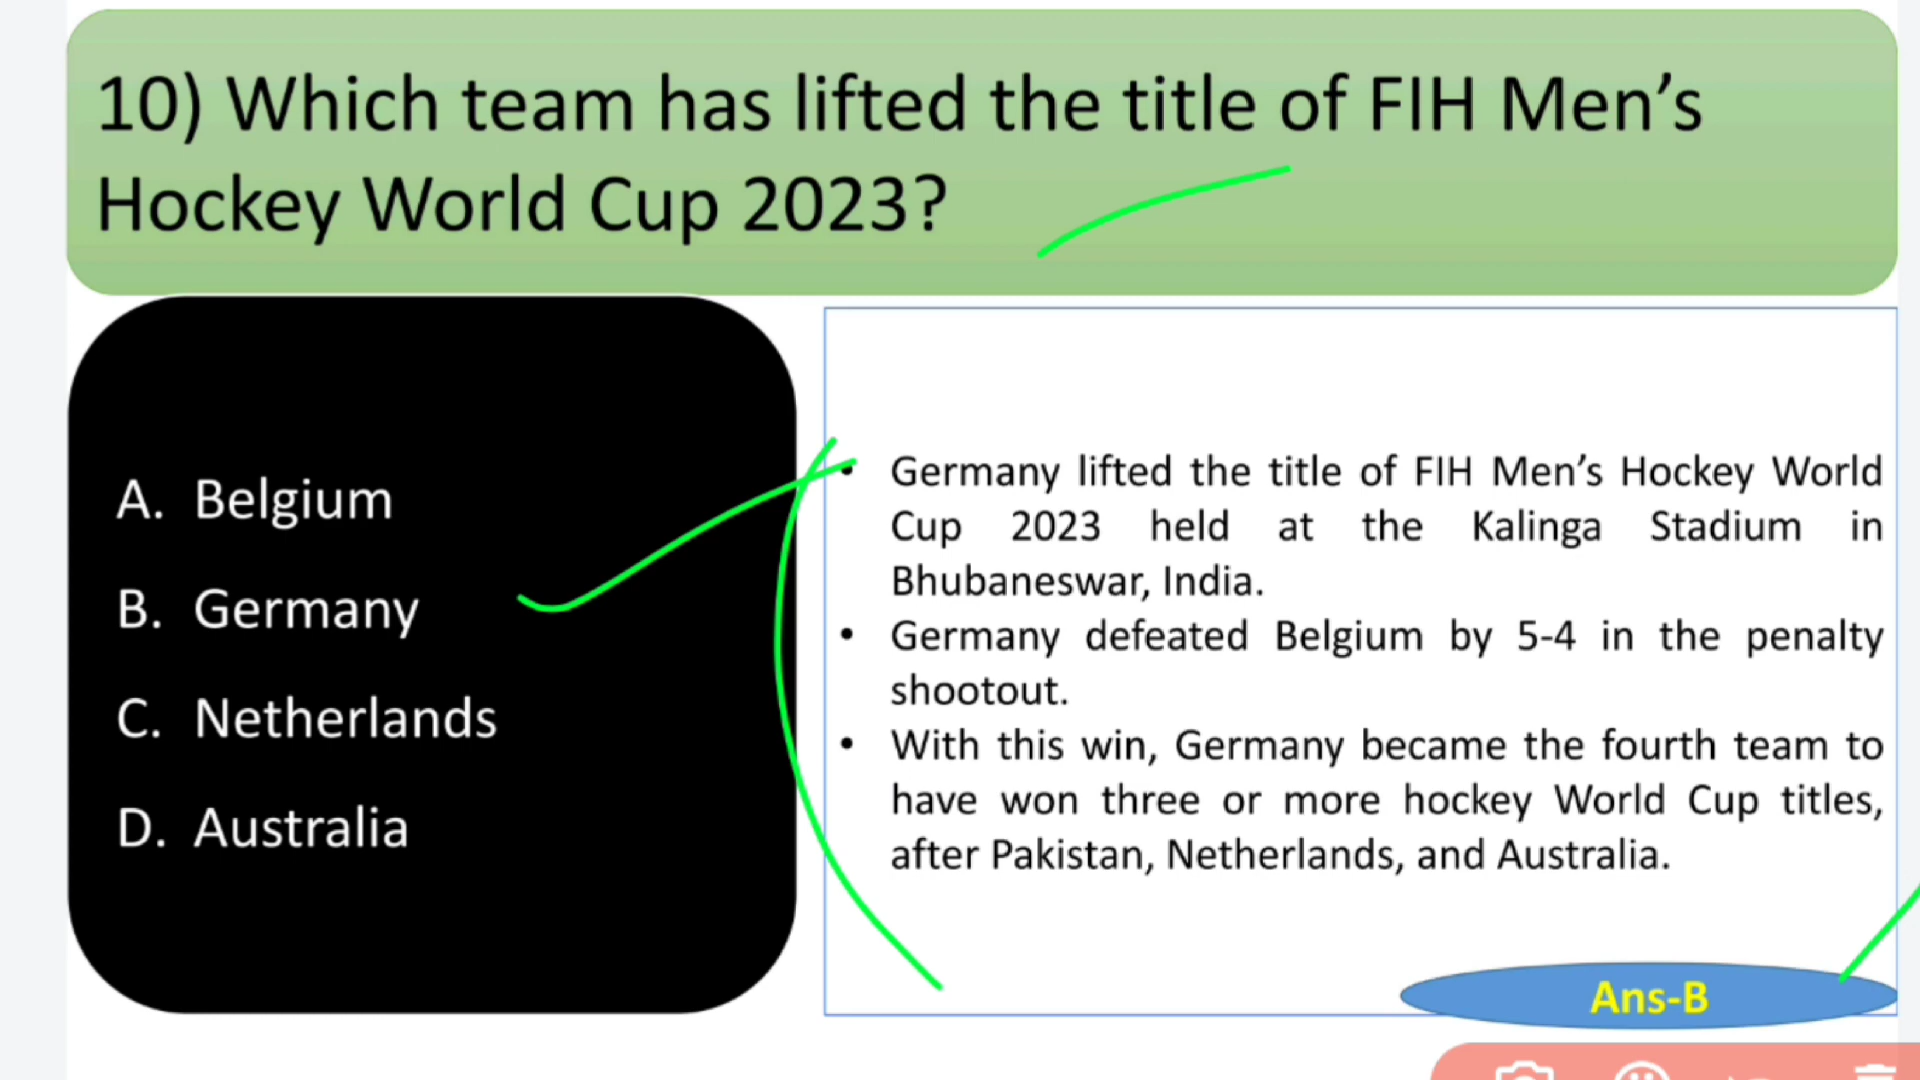 10) Which team has lifted the title of FIH Men’s
Hockey World Cup 2023?
A. Belgium
B. Germany
C. Netherlands
D. Australia
• Germany lifted the title of FIH Men’s Hockey World
Cup 2023 held at the Kalinga Stadium in
Bhubaneswar, India.
• Germany defeated Belgium by 5-4 in the penalty
shootout.
• With this win, Germany became the fourth team to
have won three or more hockey World Cup titles,
after Pakistan, Netherlands, and Australia.
Ans-B